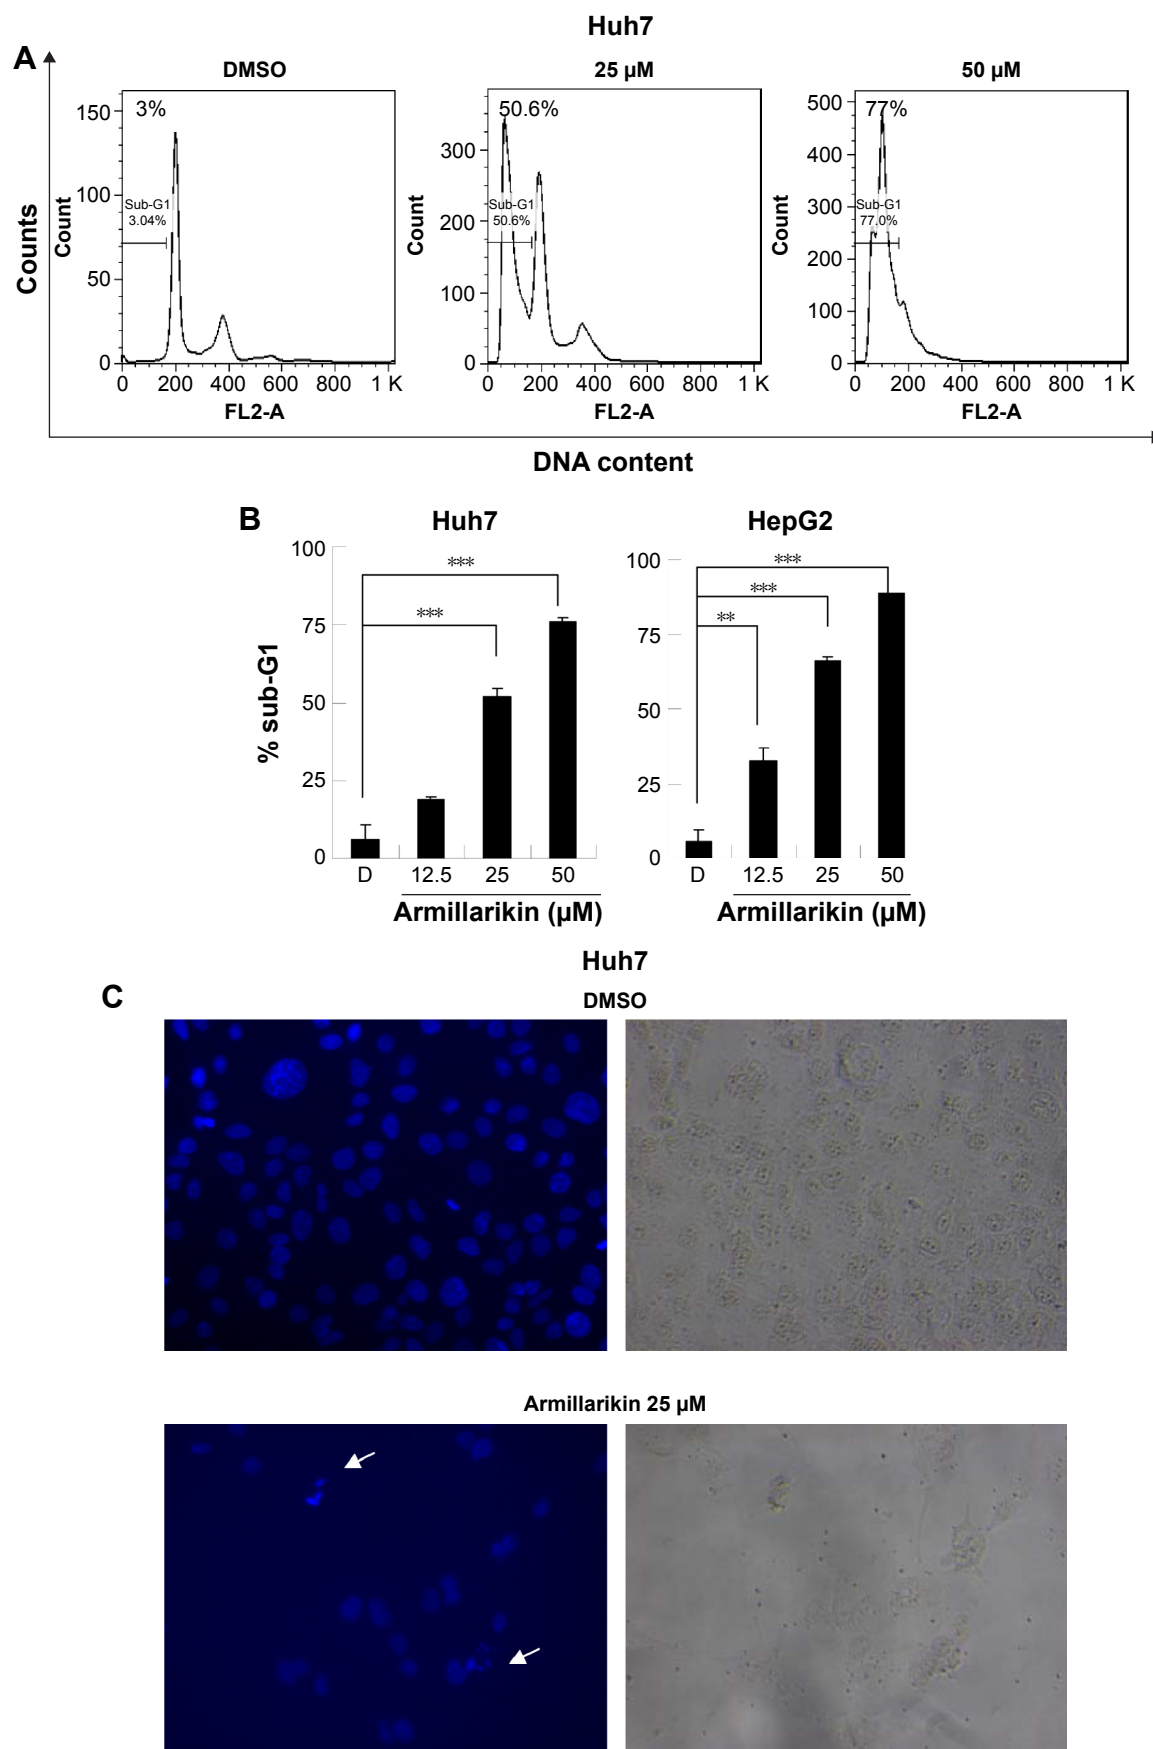 Huh7
A
DMSO
25 µM
50 µM
Counts
3%
150
100
50
0
Count
Sub-G1
3.04%
0 200 400 600 800 1 K
FL2-A
50.6%
300
200
100
0
Count
Sub-G1
50.6%
0 200 400 600 800 1 K
FL2-A
77%
500
400
300
200
100
0
Count
Sub-G1
77.0%
0 200 400 600 800 1 K
FL2-A
DNA content
B
Huh7
% sub-G1
100
75
50
25
0
***
***
D 12.5 25 50
Armillarikin (µM)
HepG2
100
75
50
25
0
***
***
**
D 12.5 25 50
Armillarikin (µM)
Huh7
C
DMSO
Armillarikin 25 µM